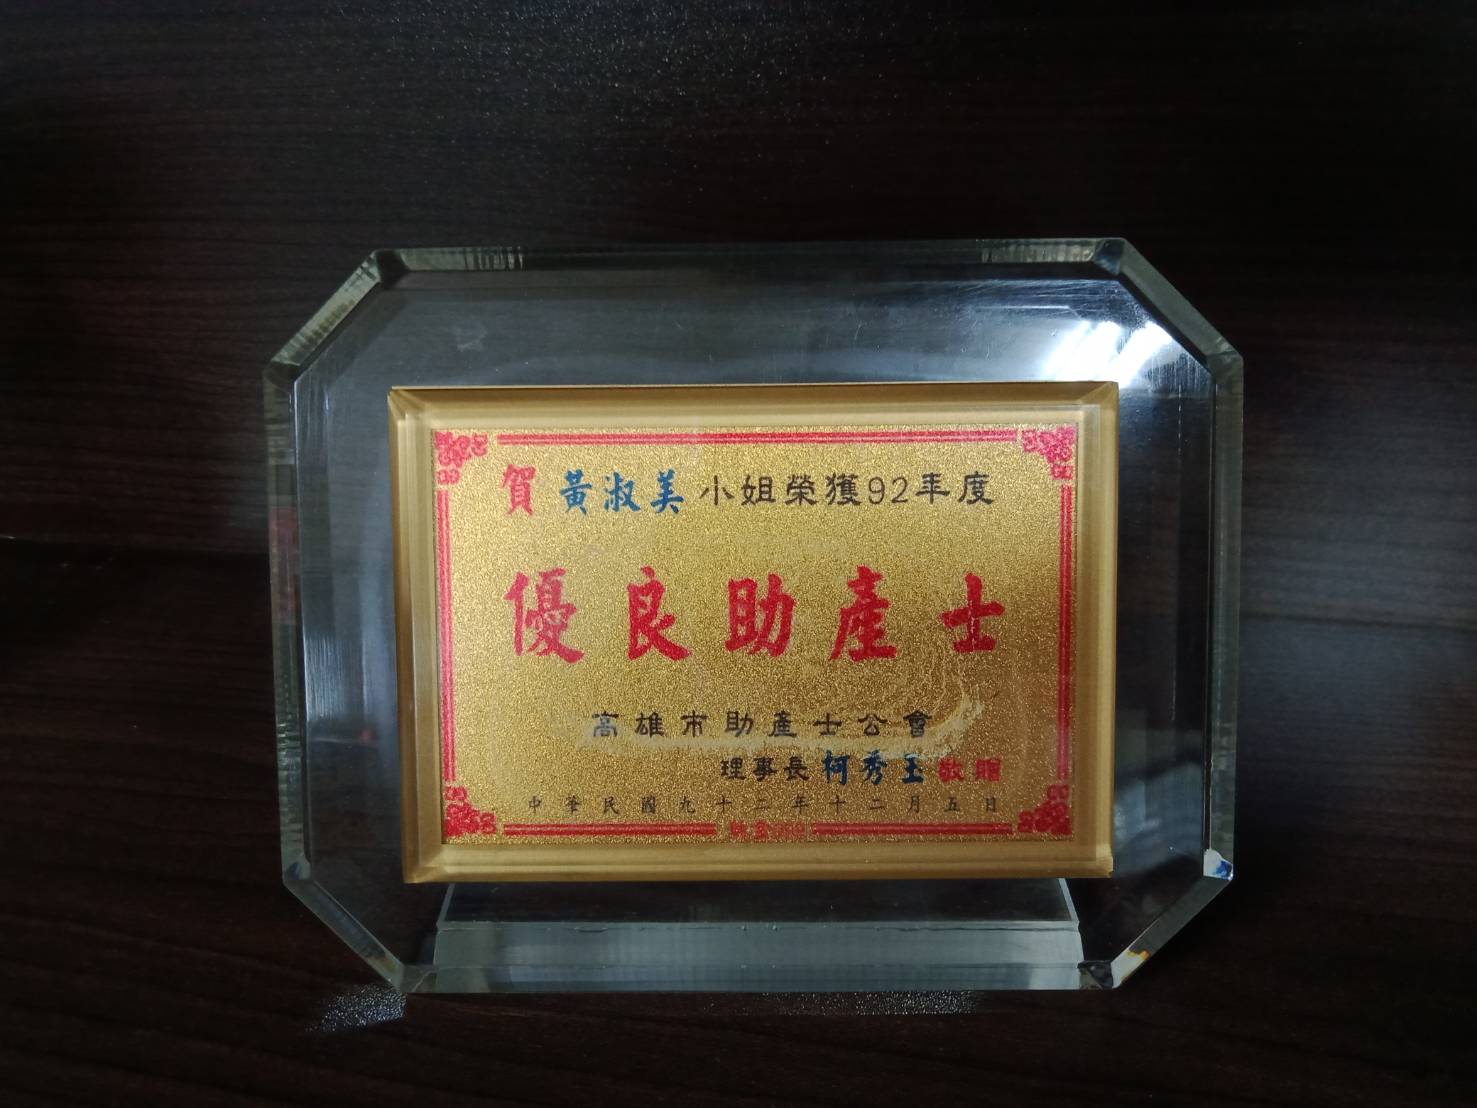 賀 黃淑美 小姐榮獲92年度
優良助產士
高雄市助產士公會
理事長 柯秀玉 敬贈
中華民國九十二年十二月五日